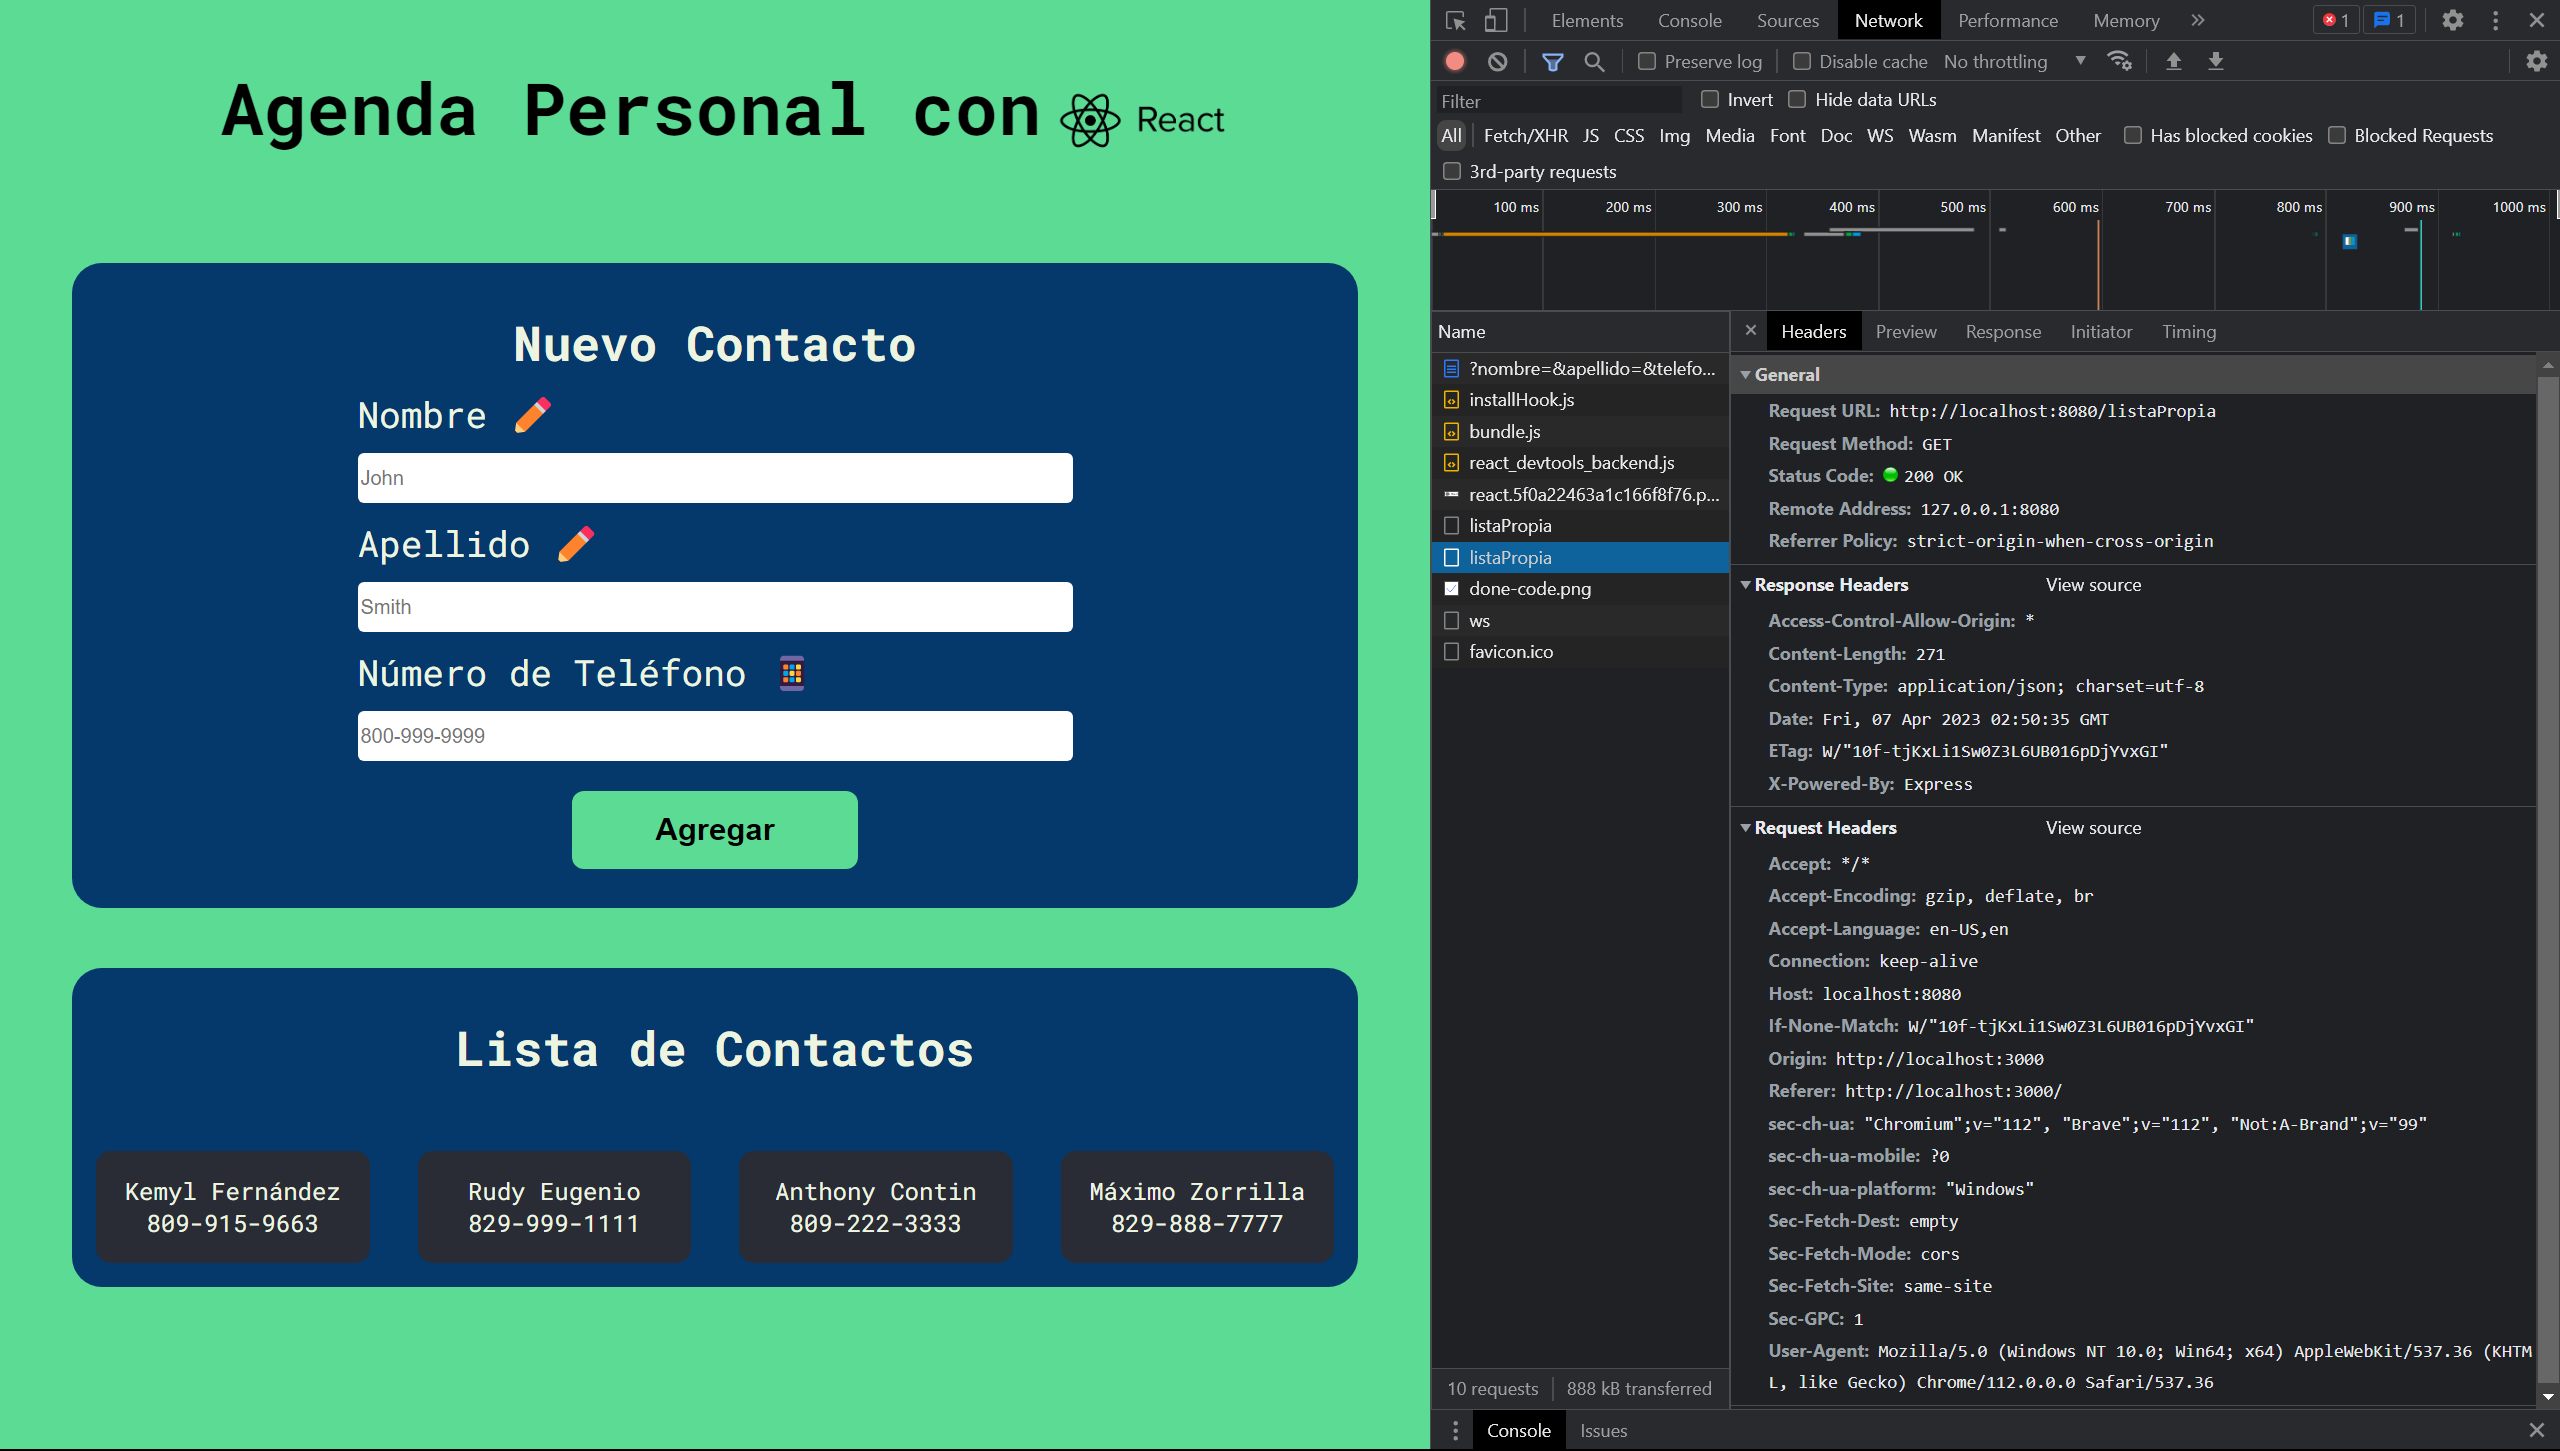 Agenda Personal con React
Nuevo Contacto
Nombre ✏️
John
Apellido ✏️
Smith
Número de Teléfono 📱
800-999-9999
Agregar
Lista de Contactos
Kemyl Fernández
809-915-9663
Rudy Eugenio
829-999-1111
Anthony Contin
809-222-3333
Máximo Zorrilla
829-888-7777
Elements Console Sources Network Performance Memory 1 1
Preserve log Disable cache No throttling
Filter Invert Hide data URLs
All Fetch/XHR JS CSS Img Media Font Doc WS Wasm Manifest Other Has blocked cookies Blocked Requests
3rd-party requests
100 ms 200 ms 300 ms 400 ms 500 ms 600 ms 700 ms 800 ms 900 ms 1000 ms
Name
?nombre=&apellido=&telefo...
installHook.js
bundle.js
react_devtools_backend.js
react.5f0a22463a1c166f8f76.p...
listaPropia
listaPropia
done-code.png
ws
favicon.ico
10 requests 888 kB transferred
Headers Preview Response Initiator Timing
General
Request URL: http://localhost:8080/listaPropia
Request Method: GET
Status Code: 200 OK
Remote Address: 127.0.0.1:8080
Referrer Policy: strict-origin-when-cross-origin
Response Headers View source
Access-Control-Allow-Origin: *
Content-Length: 271
Content-Type: application/json; charset=utf-8
Date: Fri, 07 Apr 2023 02:50:35 GMT
ETag: W/"10f-tjKxLi1Sw0Z3L6UB016pDjYvxGI"
X-Powered-By: Express
Request Headers View source
Accept: */*
Accept-Encoding: gzip, deflate, br
Accept-Language: en-US,en
Connection: keep-alive
Host: localhost:8080
If-None-Match: W/"10f-tjKxLi1Sw0Z3L6UB016pDjYvxGI"
Origin: http://localhost:3000
Referer: http://localhost:3000/
sec-ch-ua: "Chromium";v="112", "Brave";v="112", "Not:A-Brand";v="99"
sec-ch-ua-mobile: ?0
sec-ch-ua-platform: "Windows"
Sec-Fetch-Dest: empty
Sec-Fetch-Mode: cors
Sec-Fetch-Site: same-site
Sec-GPC: 1
User-Agent: Mozilla/5.0 (Windows NT 10.0; Win64; x64) AppleWebKit/537.36 (KHTM
L, like Gecko) Chrome/112.0.0.0 Safari/537.36
Console Issues